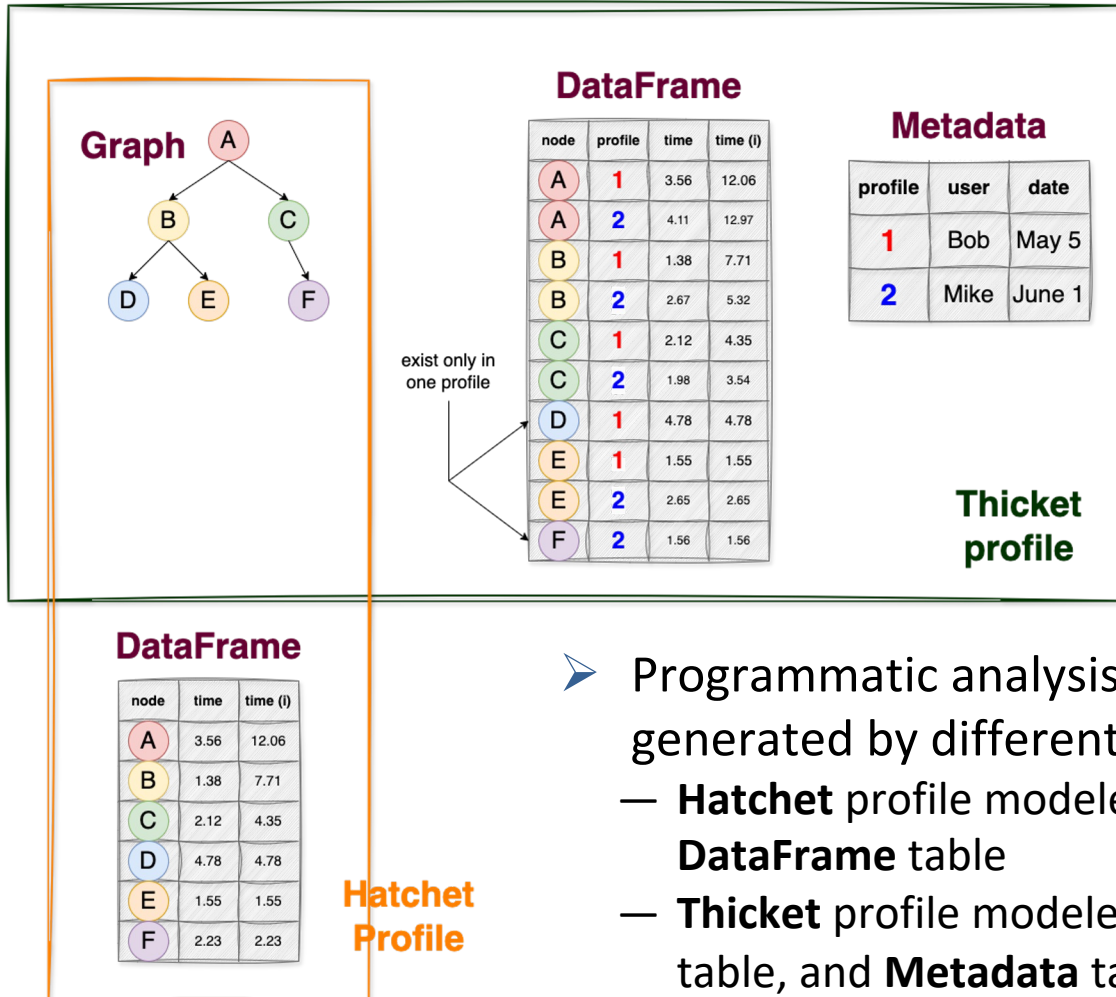 DataFrame
Graph
A
B
C
D
E
F
node profile time time (i)
A 1 3.56 12.06
A 2 4.11 12.97
B 1 1.38 7.71
B 2 2.67 5.32
C 1 2.12 4.35
C 2 1.98 3.54
D 1 4.78 4.78
E 1 1.55 1.55
E 2 2.65 2.65
F 2 1.56 1.56
exist only in
one profile
Metadata
profile user date
1 Bob May 5
2 Mike June 1
Thicket
profile
DataFrame
node time time (i)
A 3.56 12.06
B 1.38 7.71
C 2.12 4.35
D 4.78 4.78
E 1.55 1.55
F 2.23 2.23
Hatchet
Profile
➢ Programmatic analysis
generated by different
— Hatchet profile modele
DataFrame table
— Thicket profile modele
table, and Metadata ta